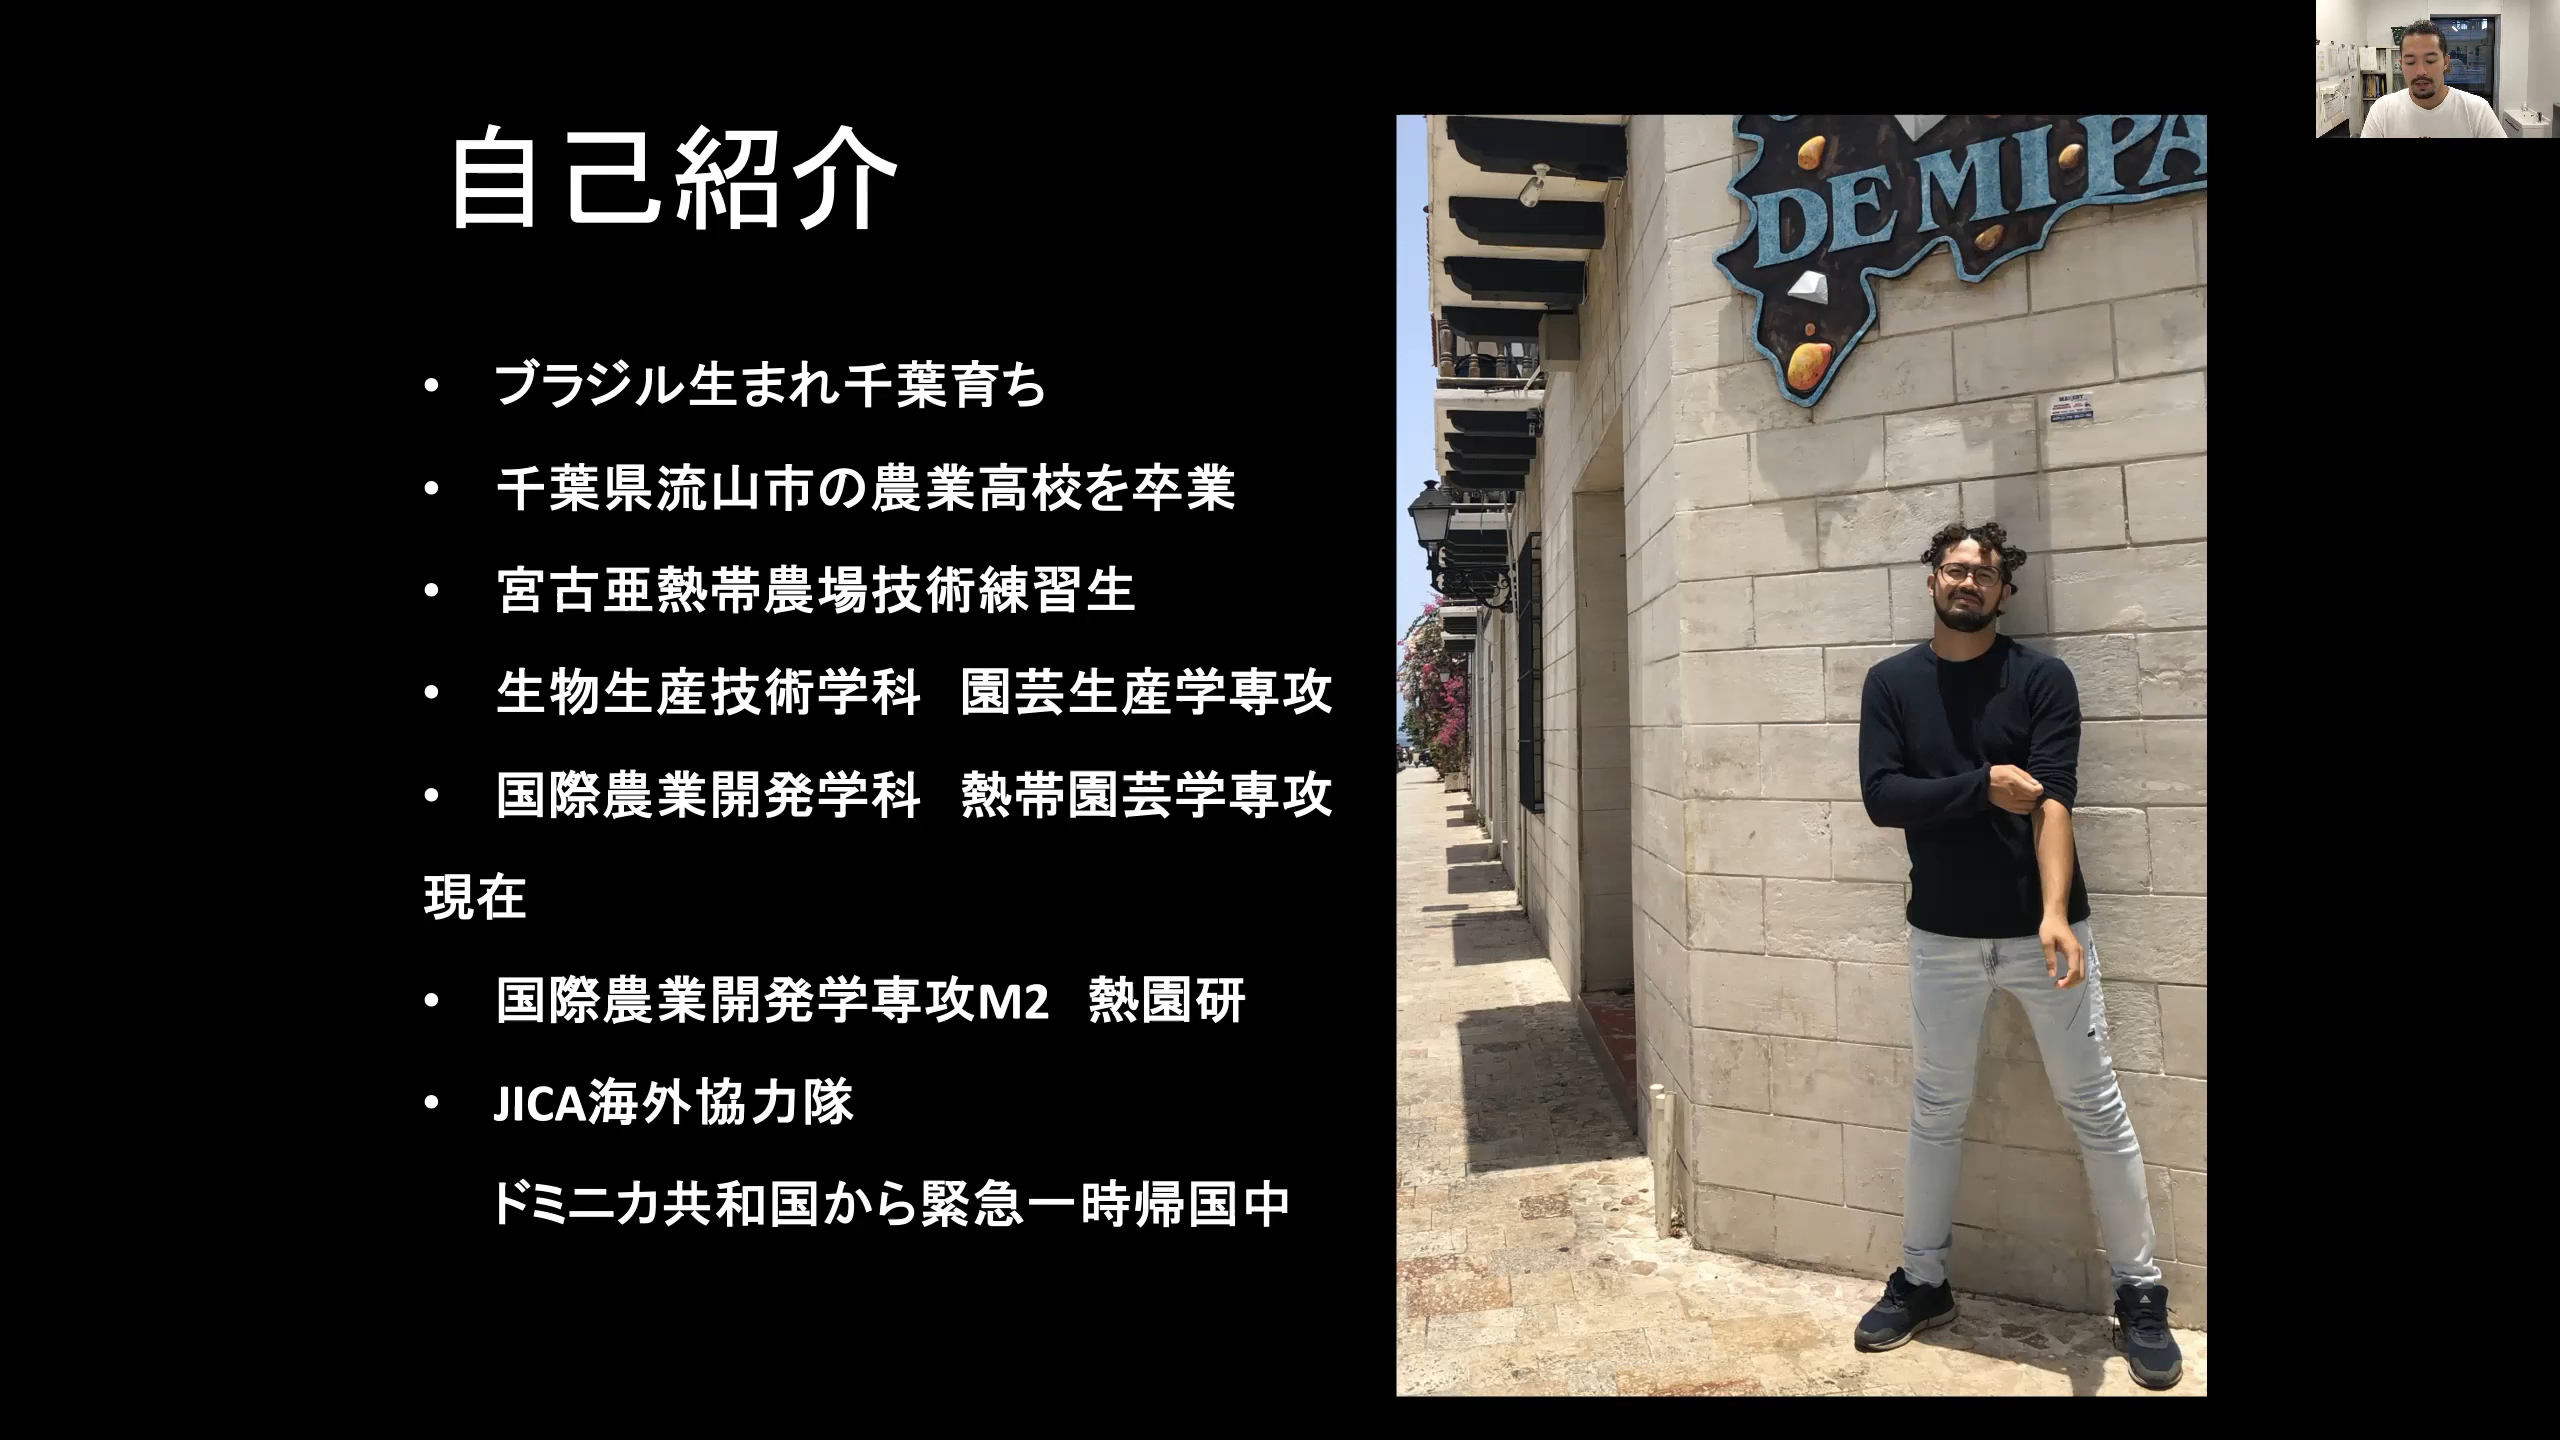 自己紹介
• ブラジル生まれ千葉育ち
• 千葉県流山市の農業高校を卒業
• 宮古亜熱帯農場技術練習生
• 生物生産技術学科　園芸生産学専攻
• 国際農業開発学科　熱帯園芸学専攻
現在
• 国際農業開発学専攻M2　熱園研
• JICA海外協力隊
ドミニカ共和国から緊急一時帰国中
DE MI PA